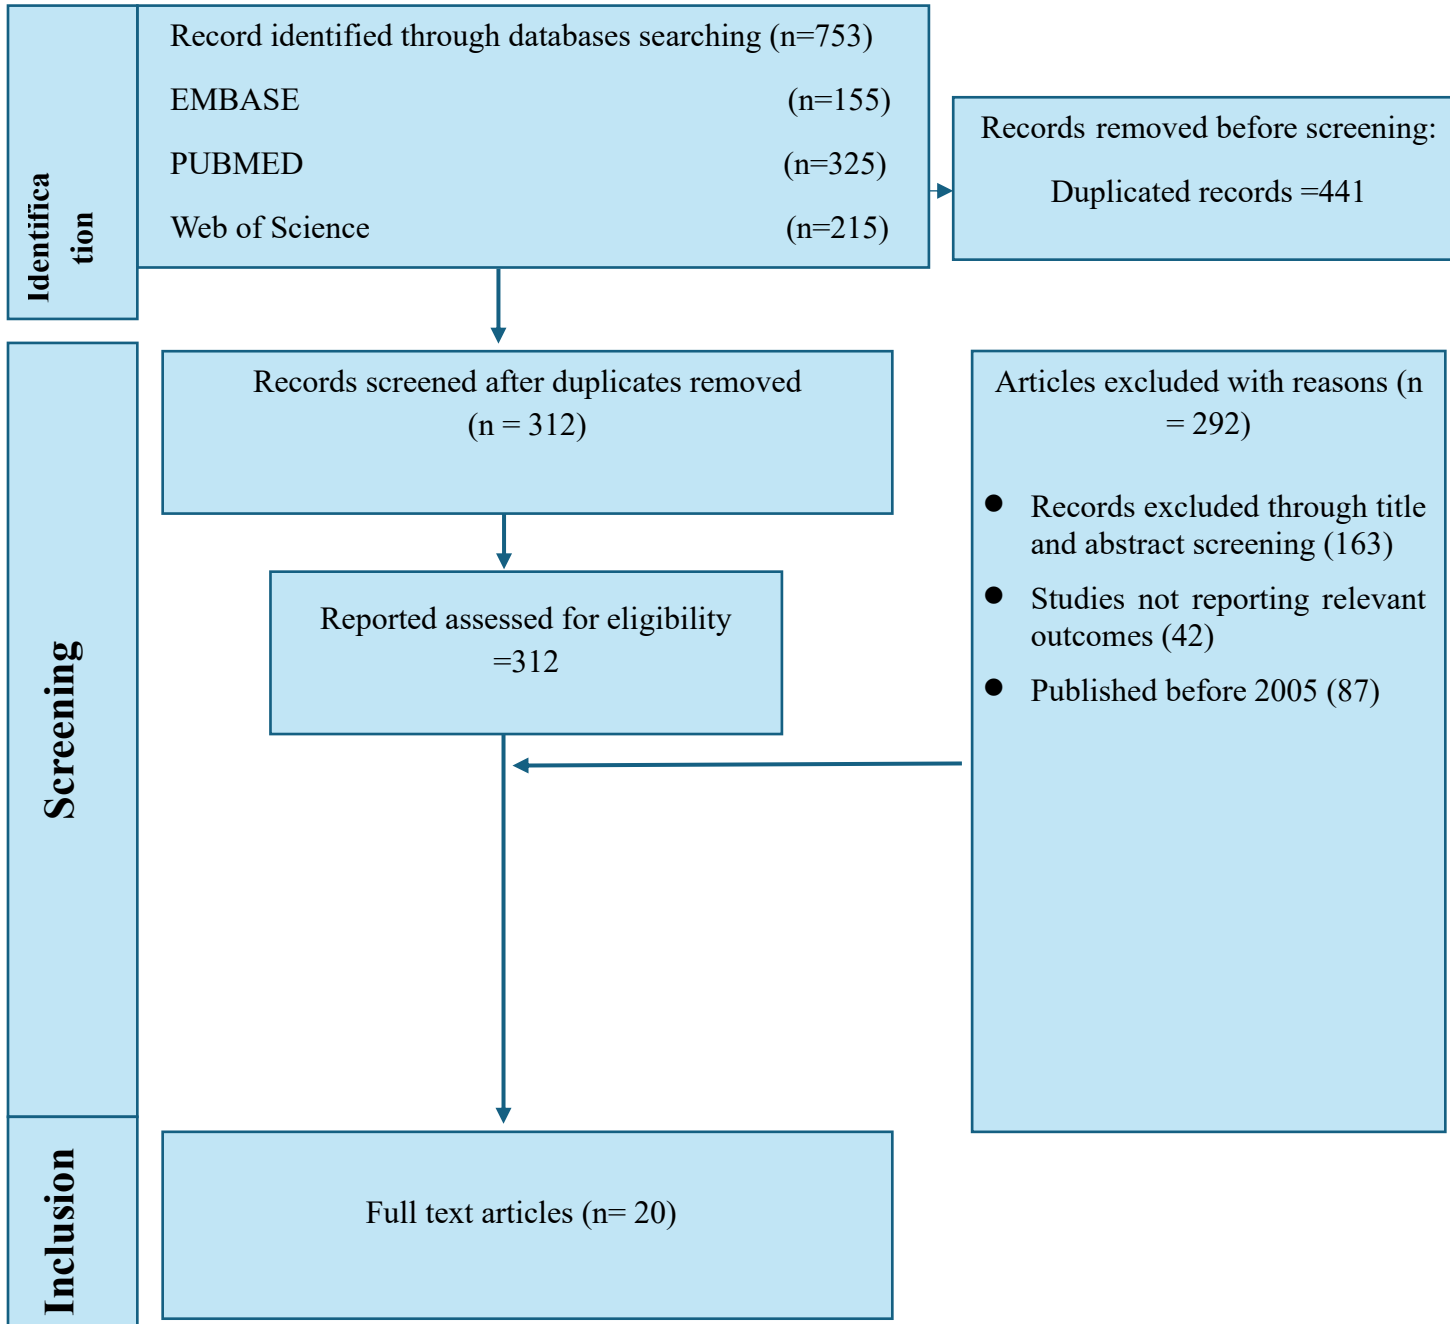 Record identified through databases searching (n=753)
EMBASE (n=155)
PUBMED (n=325)
Web of Science (n=215)
Identifica
tion
Records removed before screening:
Duplicated records =441
Records screened after duplicates removed
(n = 312)
Articles excluded with reasons (n
= 292)
Records excluded through title
and abstract screening (163)
Studies not reporting relevant
outcomes (42)
Published before 2005 (87)
Reported assessed for eligibility
=312
Screening
Full text articles (n= 20)
Inclusion